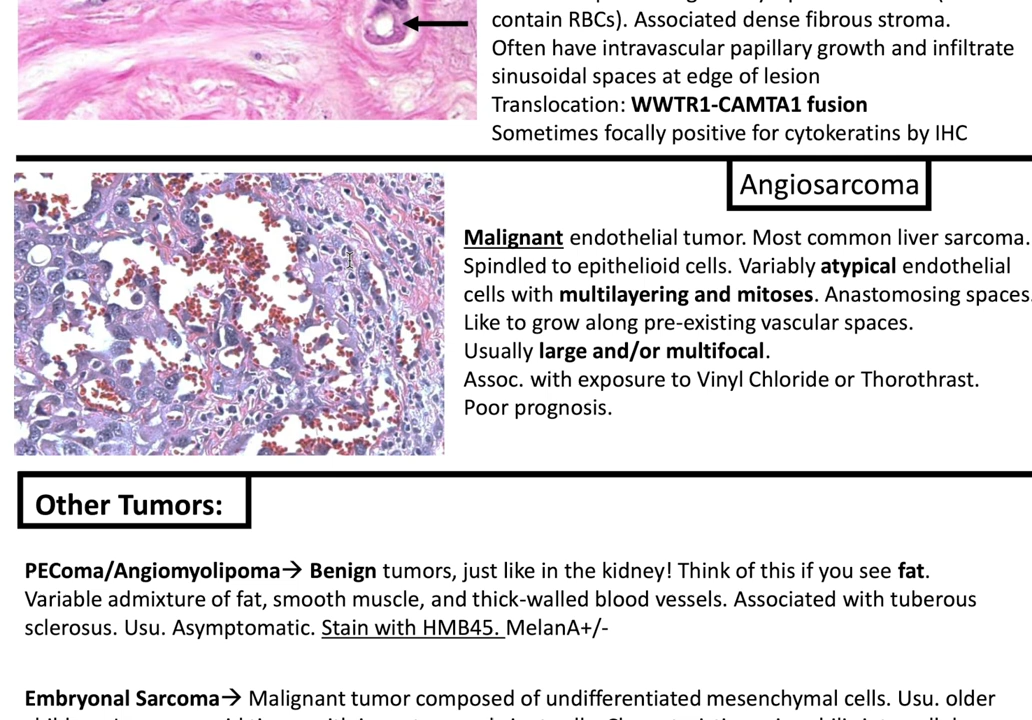 contain RBCs). Associated dense fibrous stroma.
Often have intravascular papillary growth and infiltrate
sinusoidal spaces at edge of lesion
Translocation: WWTR1-CAMTA1 fusion
Sometimes focally positive for cytokeratins by IHC
Angiosarcoma
Malignant endothelial tumor. Most common liver sarcoma.
Spindled to epithelioid cells. Variably atypical endothelial
cells with multilayering and mitoses. Anastomosing spaces.
Like to grow along pre-existing vascular spaces.
Usually large and/or multifocal.
Assoc. with exposure to Vinyl Chloride or Thorothrast.
Poor prognosis.
Other Tumors:
PEComa/Angiomyolipoma→ Benign tumors, just like in the kidney! Think of this if you see fat.
Variable admixture of fat, smooth muscle, and thick-walled blood vessels. Associated with tuberous
sclerosus. Usu. Asymptomatic. Stain with HMB45. MelanA+/-
Embryonal Sarcoma→ Malignant tumor composed of undifferentiated mesenchymal cells. Usu. older